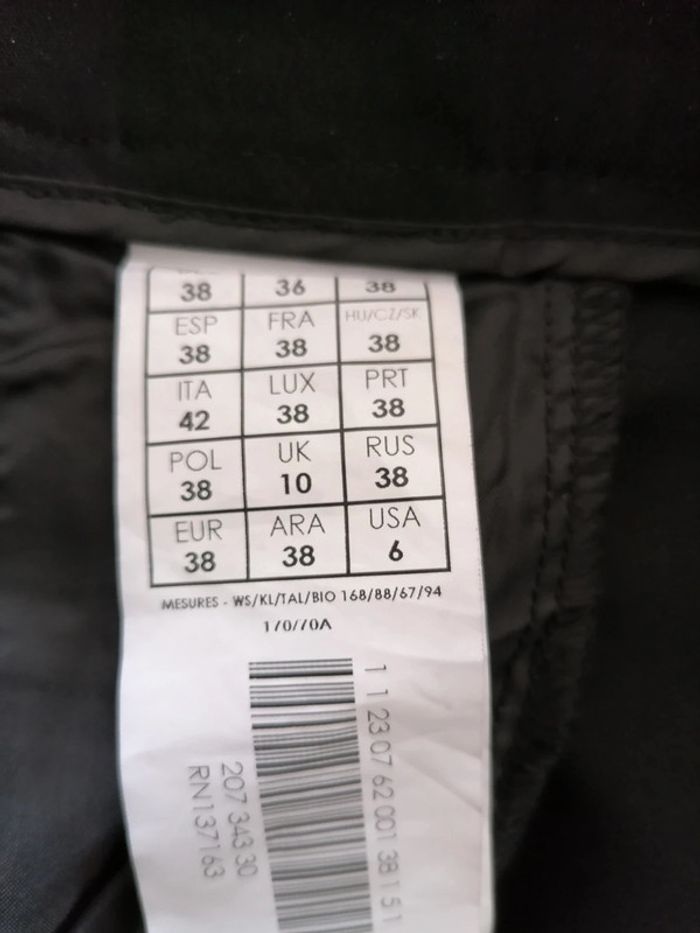 38 36 38
ESP FRA HU/CZ/SK
38 38 38
ITA LUX PRT
42 38 38
POL UK RUS
38 10 38
EUR ARA USA
38 38 6
MESURES - WS/KL/TAL/BIO 168/88/67/94
170/70A
1 1 23 07 62 001 38 1 5 1
207 343 30
RN137163